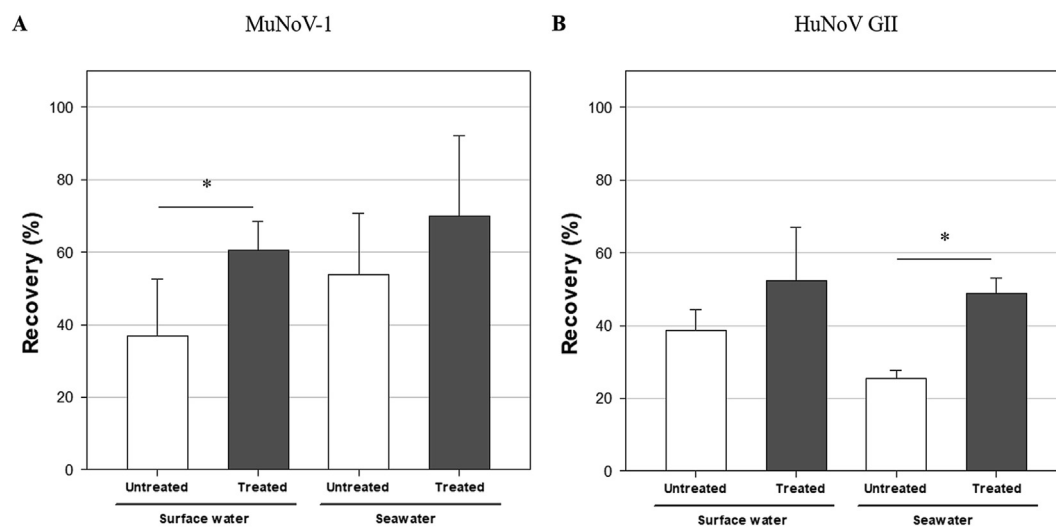 A MuNoV-1
Recovery (%)
100
80
60
40
20
0
*
Untreated Treated Untreated Treated
Surface water Seawater
B HuNoV GII
Recovery (%)
100
80
60
40
20
0
*
Untreated Treated Untreated Treated
Surface water Seawater